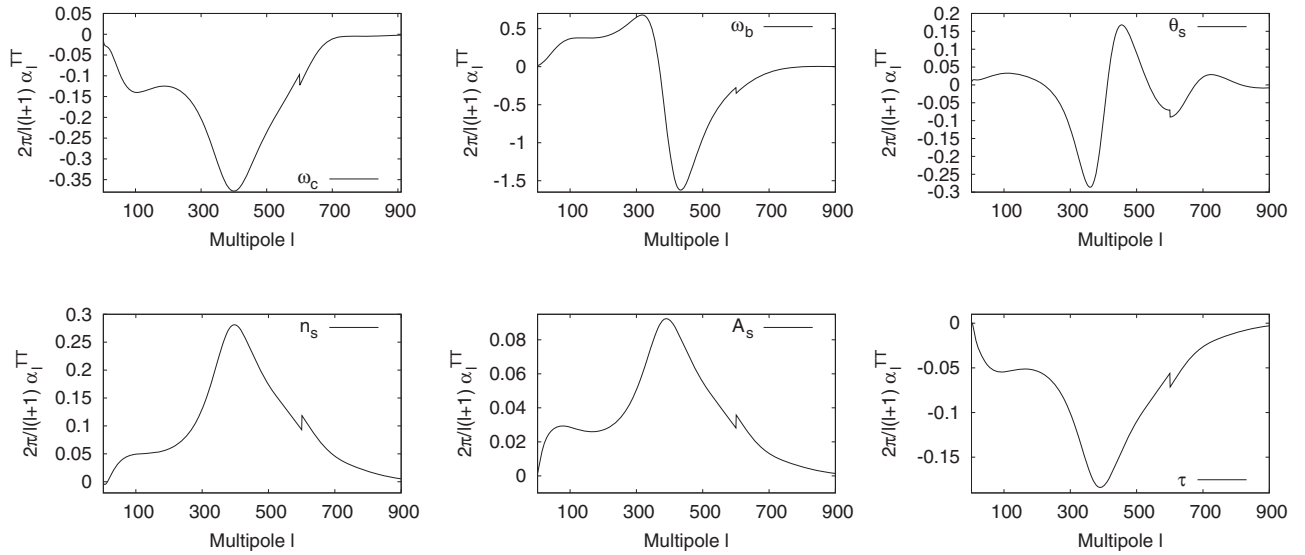 2π/l(l+1) α_l^TT
0.05
0
-0.05
-0.1
-0.15
-0.2
-0.25
-0.3
-0.35
ω_c
100 300 500 700 900
Multipole l
2π/l(l+1) α_l^TT
0.5
0
-0.5
-1
-1.5
ω_b
100 300 500 700 900
Multipole l
2π/l(l+1) α_l^TT
0.2
0.15
0.1
0.05
0
-0.05
-0.1
-0.15
-0.2
-0.25
-0.3
θ_s
100 300 500 700 900
Multipole l
2π/l(l+1) α_l^TT
0.3
0.25
0.2
0.15
0.1
0.05
0
n_s
100 300 500 700 900
Multipole l
2π/l(l+1) α_l^TT
0.08
0.06
0.04
0.02
0
A_s
100 300 500 700 900
Multipole l
2π/l(l+1) α_l^TT
0
-0.05
-0.1
-0.15
τ
100 300 500 700 900
Multipole l